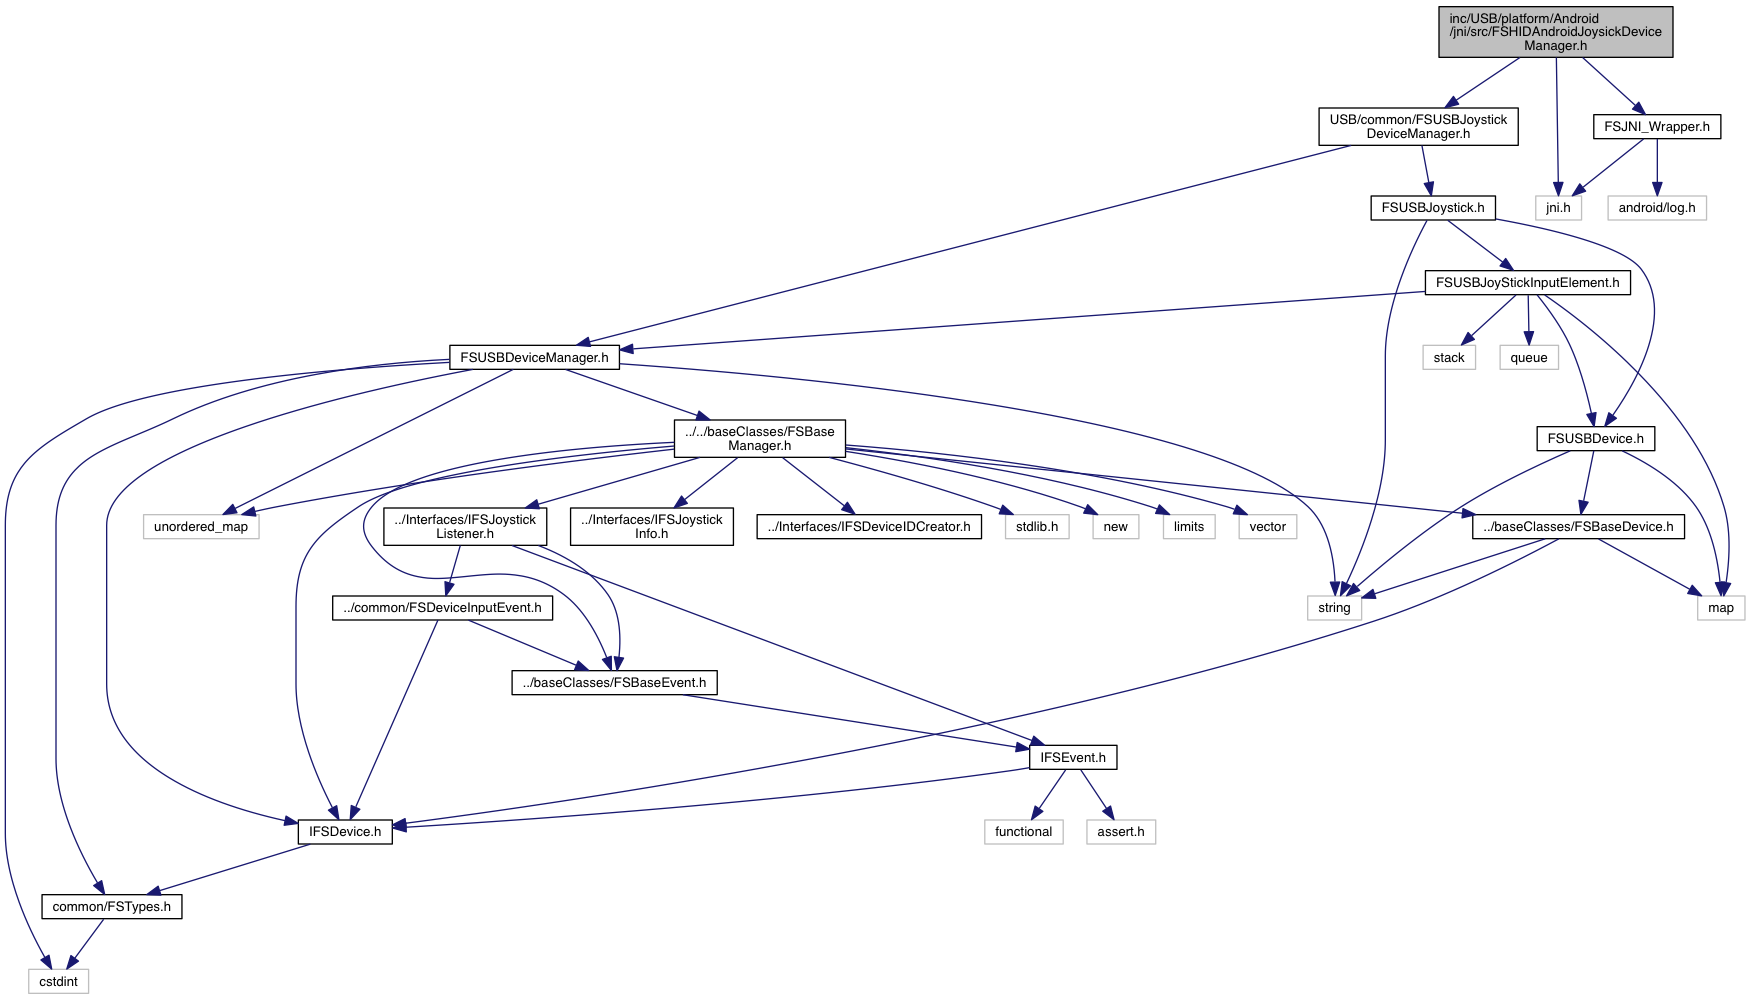 inc/USB/platform/Android
/jni/src/FSHIDAndroidJoysickDevice
Manager.h
USB/common/FSUSBJoystick
DeviceManager.h
FSJNI_Wrapper.h
FSUSBJoystick.h
jni.h
android/log.h
FSUSBJoyStickInputElement.h
FSUSBDeviceManager.h
stack
queue
../../baseClasses/FSBase
Manager.h
FSUSBDevice.h
unordered_map
../Interfaces/IFSJoystick
Listener.h
../Interfaces/IFSJoystick
Info.h
../Interfaces/IFSDeviceIDCreator.h
stdlib.h
new
limits
vector
../baseClasses/FSBaseDevice.h
../common/FSDeviceInputEvent.h
string
map
../baseClasses/FSBaseEvent.h
IFSEvent.h
IFSDevice.h
functional
assert.h
common/FSTypes.h
cstdint